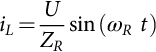 i_L = U/Z_R sin(ω_R t)